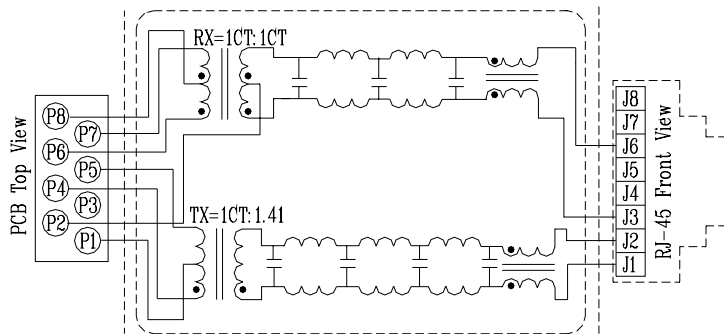 RX=1CT:1CT
PCB Top View
P8
P7
P6
P5
P4
P3
P2
P1
TX=1CT:1.41
J8
J7
J6
J5
J4
J3
J2
J1
RJ-45 Front View